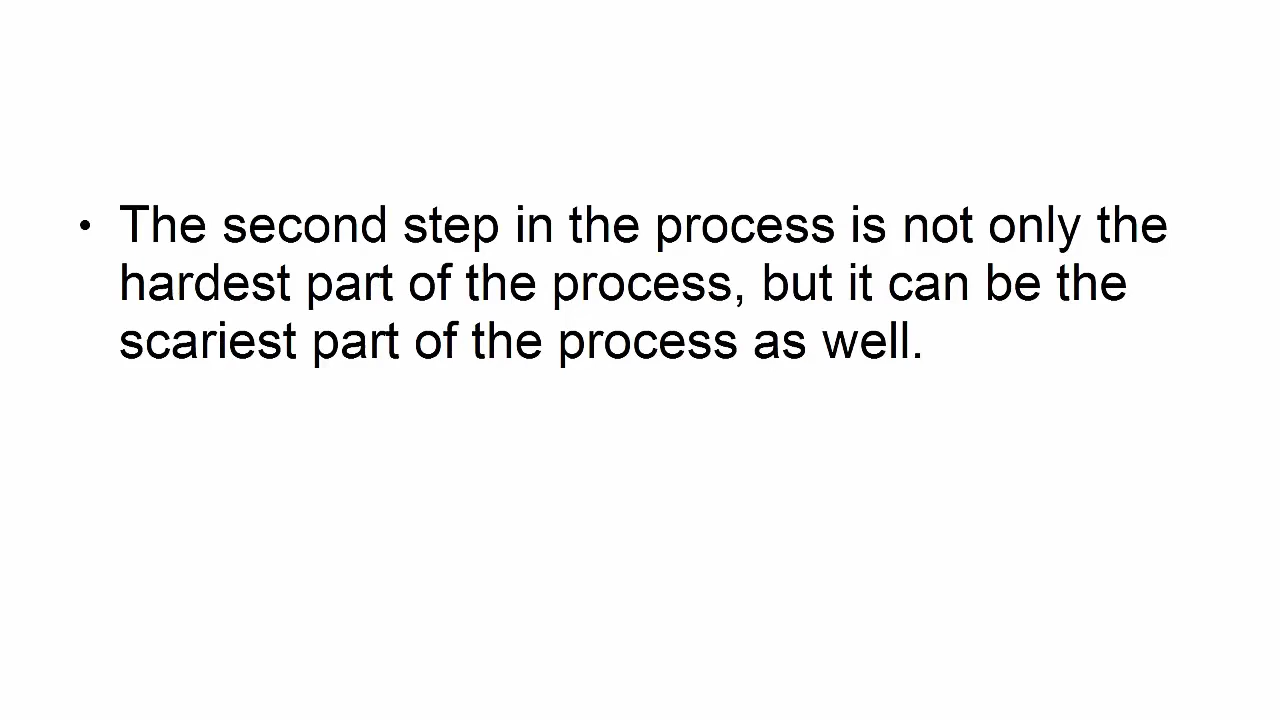 • The second step in the process is not only the
hardest part of the process, but it can be the
scariest part of the process as well.